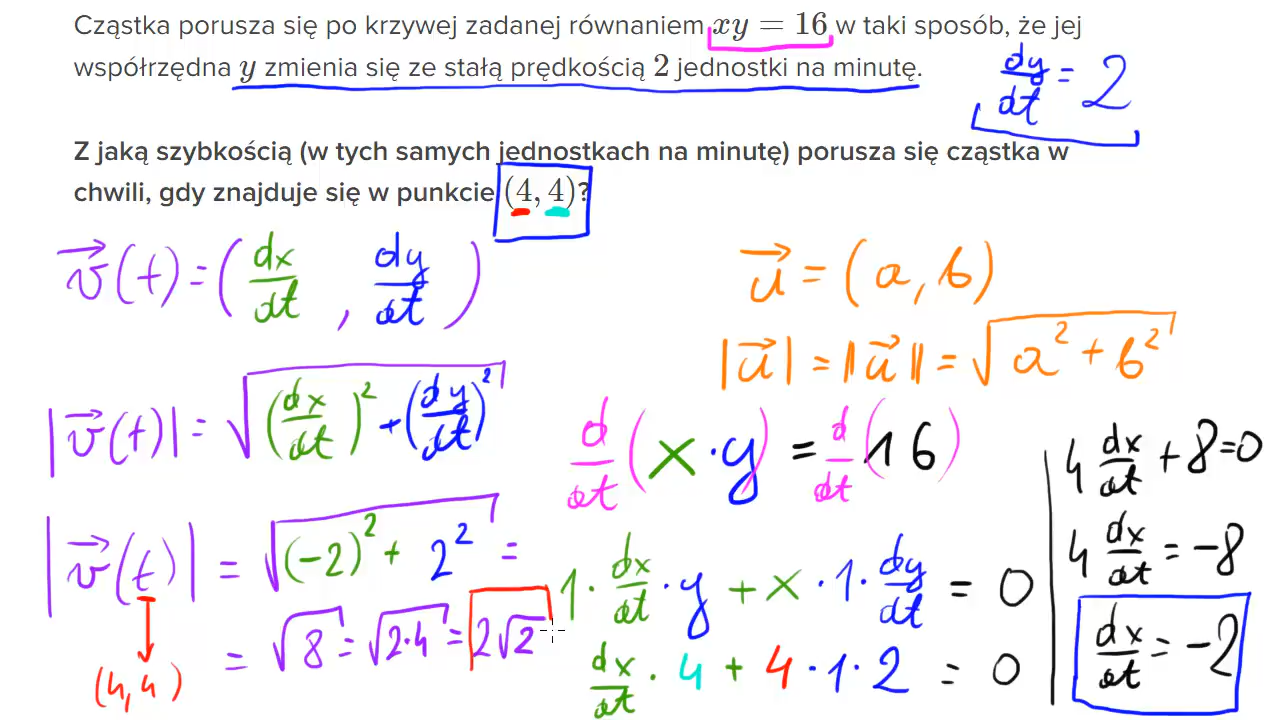 Cząstka porusza się po krzywej zadanej równaniem xy = 16 w taki sposób, że jej
współrzędna y zmienia się ze stałą prędkością 2 jednostki na minutę.
dy/dt = 2
Z jaką szybkością (w tych samych jednostkach na minutę) porusza się cząstka w
chwili, gdy znajduje się w punkcie (4, 4)?
v⃗(t) = (dx/dt, dy/dt)
|v⃗(t)| = √((dx/dt)² + (dy/dt)²)
|v⃗(t)| = √((-2)² + 2²) =
= √8 = √2·4 = 2√2
(4,4)
u⃗ = (a, b)
|u⃗| = ||u⃗|| = √(a² + b²)
d/dt (x·y) = d/dt (16)
1 · dx/dt · y + x · 1 · dy/dt = 0
dx/dt · 4 + 4 · 1 · 2 = 0
4 dx/dt + 8 = 0
4 dx/dt = -8
dx/dt = -2